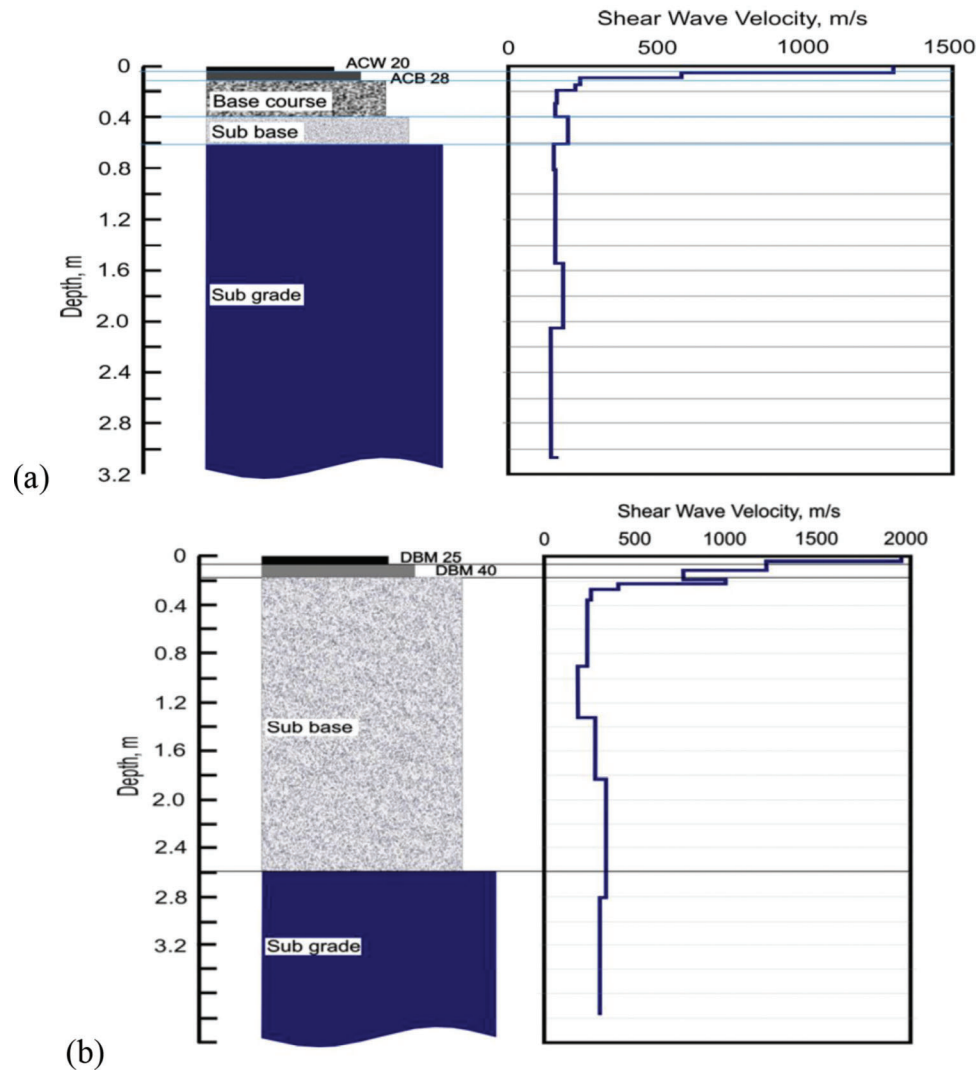 Shear Wave Velocity, m/s
0 500 1000 1500
0
0.4
0.8
1.2
1.6
2.0
2.4
2.8
3.2
Depth, m
ACW 20
ACB 28
Base course
Sub base
Sub grade
(a)
Shear Wave Velocity, m/s
0 500 1000 1500 2000
0
0.4
0.8
1.2
1.6
2.0
2.4
2.8
3.2
Depth, m
DBM 25
DBM 40
Sub base
Sub grade
(b)